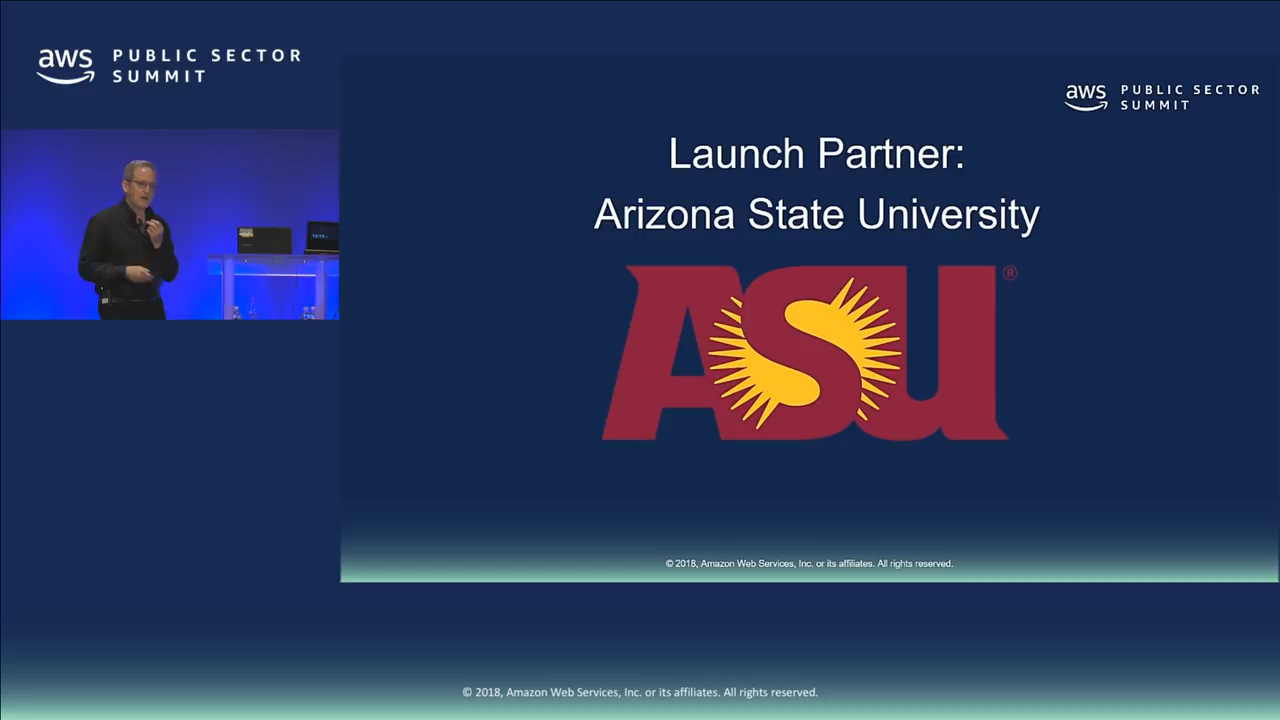 aws PUBLIC SECTOR
SUMMIT
aws PUBLIC SECTOR
SUMMIT
Launch Partner:
Arizona State University
ASU®
© 2018, Amazon Web Services, Inc. or its affiliates. All rights reserved.
© 2018, Amazon Web Services, Inc. or its affiliates. All rights reserved.